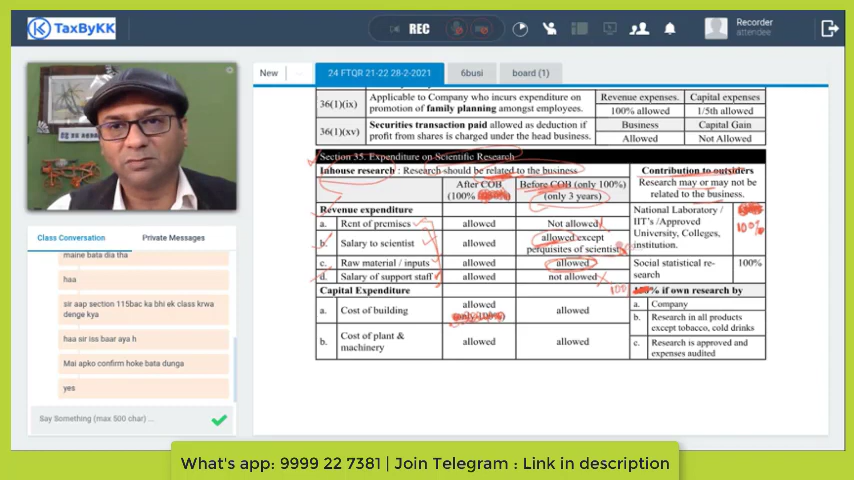 TaxByKK
REC
Recorder
attendee
New
24 FTQR 21-22 28-2-2021
6busi
board (1)
36(1)(ix)
Applicable to Company who incurs expenditure on
promotion of family planning amongst employees.
Revenue expenses.
Capital expenses
100% allowed
1/5th allowed
36(1)(xv)
Securities transaction paid allowed as deduction if
profit from shares is charged under the head business.
Business
Capital Gain
Allowed
Not Allowed
Section 35. Expenditure on Scientific Research
Inhouse research : Research should be related to the business
Contribution to outsiders
Research may or may not be
related to the business.
After COB
(100%
Before COB (only 100%)
(only 3 years)
Revenue expenditure
a. Rent of premises
allowed
Not allowed
b. Salary to scientist
allowed
allowed except
perquisites of scientist
c. Raw material / inputs
allowed
allowed
d. Salary of support staff
allowed
not allowed
National Laboratory /
IIT's /Approved
University, Colleges,
institution.
100%
Social statistical re-
search
100%
Capital Expenditure
a. Cost of building
allowed
(only 100%)
allowed
b. Cost of plant &
machinery
allowed
allowed
100
% if own research by
a. Company
b. Research in all products
except tobacco, cold drinks
c. Research is approved and
expenses audited
Class Conversation
Private Messages
maine bata dia tha
haa
sir aap section 115bac ka bhi ek class krwa
denge kya
haa sir iss baar aya h
Mai apko confirm hoke bata dunga
yes
Say Something (max 500 char) ...
What's app: 9999 22 7381 | Join Telegram : Link in description